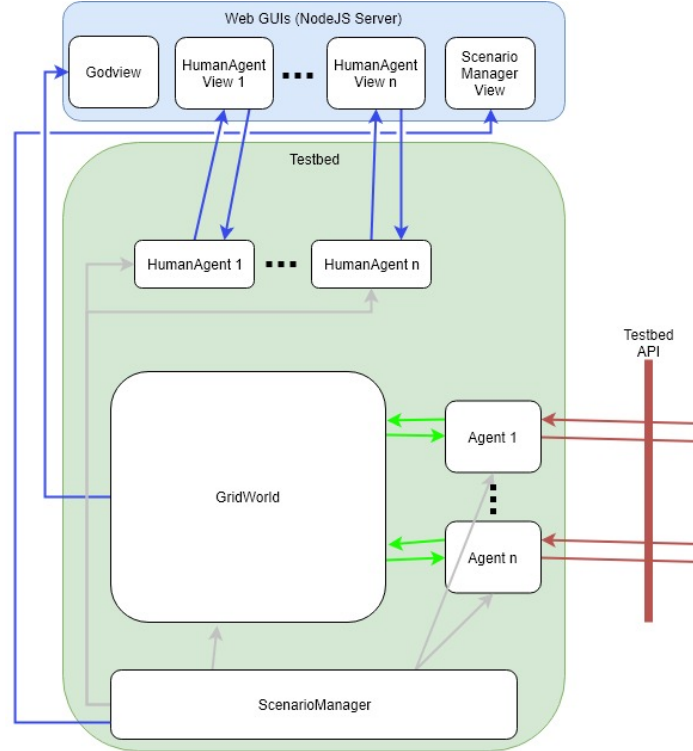 Web GUIs (NodeJS Server)
Godview
HumanAgent
View 1
HumanAgent
View n
Scenario
Manager
View
Testbed
HumanAgent 1
HumanAgent n
Testbed
API
Agent 1
GridWorld
Agent n
ScenarioManager